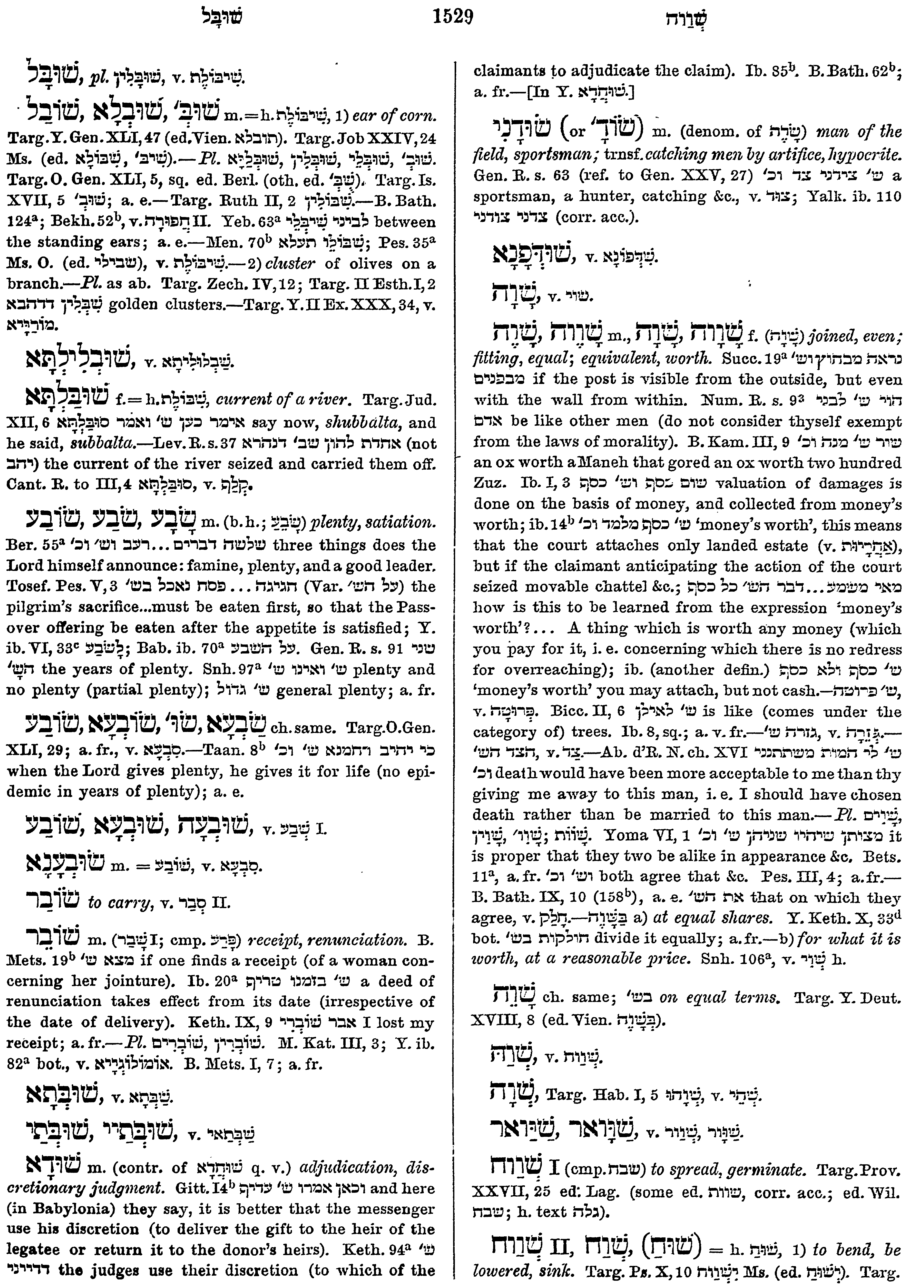 שׁוּבָּל 1529 שָׁוֶוה
שׁוּבָּל, pl. שׁוּבָּלִין, v. שִׁיבּוֹלֶת.
שׁוֹבַל, שׁוּבְלָא, שׁוּבְּ' m.=h. שִׁיבּוֹלֶת, 1) ear of corn.
Targ. Y. Gen. XLI, 47 (ed. Vien. תובלא). Targ. Job XXIV, 24
Ms. (ed. שִׁיבּ', שׁוּבּוֹלָא).—Pl. שׁוּבְּלַיָּא, שׁוּבְּלִין, שׁוּבְּלֵי, שׁוּב'.
Targ. O. Gen. XLI, 5, sq. ed. Berl. (oth. ed. שֻׁבְּ'). Targ. Is.
XVII, 5 שׁוּב'; a. e.—Targ. Ruth II, 2 שׁוּבּוֹלִין.—B. Bath.
124a; Bekh. 52b, v. חֲפוּרָה II. Yeb. 63a לביני שׁוּבְּלֵי between
the standing ears; a. e.—Men. 70b שׁוּבּוֹלֵי תעלא; Pes. 35a
Ms. O. (ed. שבילי), v. שִׁיבּוֹלֶת.—2) cluster of olives on a
branch.—Pl. as ab. Targ. Zech. IV, 12; Targ. II Esth. I, 2
שֻׁבְּלִין דדהבא golden clusters.—Targ. Y. II Ex. XXX, 34, v.
מוֹרִיָּא.
שׁוּבְלִילְתָּא, v. שַׁבְלוּלִיתָא.
שׁוּבַּלְתָּא f.= h. שִׁבּוֹלֶת, current of a river. Targ. Jud.
XII, 6 אימר כען ש' ואמר סוּבַּלְתָּא say now, shubbalta, and
he said, subbalta.—Lev. R. s. 37 אחדת להון שב' דנהרא (not
יהב) the current of the river seized and carried them off.
Cant. R. to III, 4 סוּבַּלְתָּא, v. קְלַף.
שָׂבָע, שֹׂבַע, שׂוֹבַע m. (b. h.; שָׂבַע) plenty, satiation.
Ber. 55a שלשה דברים ... רעב וש' וכ' three things does the
Lord himself announce: famine, plenty, and a good leader.
Tosef. Pes. V, 3 חגיגה ... פסח נאכל בש' (Var. על הש') the
pilgrim's sacrifice...must be eaten first, so that the Pass-
over offering be eaten after the appetite is satisfied; Y.
ib. VI, 33c לְשׂוֹבַע; Bab. ib. 70a על השבע. Gen. R. s. 91 שני
הַשּׂ' the years of plenty. Snh. 97a ש' ואינו ש' plenty and
no plenty (partial plenty); ש' גדול general plenty; a. fr.
שָׂבְעָא, שׂוּ', שׂוֹבְעָא, שׂוֹבַע ch. same. Targ. O. Gen.
XLI, 29; a. fr., v. סִבְעָא.—Taan. 8b כי יהיב רחמנא ש' וכ'
when the Lord gives plenty, he gives it for life (no epi-
demic in years of plenty); a. e.
שׁוּבְעָה, שׁוּבְעָא, שׁוֹבַע, v. שְׁבַע I.
שׂוֹבְעָנָא m. = שׂוֹבַע, v. סִבְעָא.
שׂוֹבר to carry, v. סְבַר II.
שׁוֹבֵר m. (שָׁבַר I; cmp. פָּרַע) receipt, renunciation. B.
Mets. 19b מצא ש' if one finds a receipt (of a woman con-
cerning her jointure). Ib. 20a ש' בזמנו טריף a deed of
renunciation takes effect from its date (irrespective of
the date of delivery). Keth. IX, 9 אבר שׁוֹבְרִי I lost my
receipt; a. fr.—Pl. שׁוֹבְרִים, שׁוֹבְרִין. M. Kat. III, 3; Y. ib.
82a bot., v. אוֹמוֹלוֹגְיָיא. B. Mets. I, 7; a. fr.
שׁוּבְּתָא, v. שַׁבְּתָא.
שׁוּבְּתַיי, שׁוּבְּתַי, v. שַׁבְּתַאי
שׁוּדָא m. (contr. of שׁוּחֲדָא q. v.) adjudication, dis-
cretionary judgment. Gitt. 14b וכאן אמרו ש' עדיף and here
(in Babylonia) they say, it is better that the messenger
use his discretion (to deliver the gift to the heir of the
legatee or return it to the donor's heirs). Keth. 94a ש'
דדייני the judges use their discretion (to which of the
claimants to adjudicate the claim). Ib. 85b. B. Bath. 62b;
a. fr.—[In Y. שׁוּחֲדָא.]
שׂוּדָנִי (or שׂוֹדָ') m. (denom. of שָׂדֶה) man of the
field, sportsman; trnsf. catching men by artifice, hypocrite.
Gen. R. s. 63 (ref. to Gen. XXV, 27) ש' צידני צד וכ' a
sportsman, a hunter, catching &c., v. צוּד; Yalk. ib. 110
צדני צודני (corr. acc.).
שׁוּדְּפָנָא, v. שִׁדְּפוֹנָא.
שָׁוָה, v. שוי.
שָׁוֶה, שָׁוֶוה m., שָׁוָה, שָׁוָוה f. (שָׁוָה) joined, even;
fitting, equal; equivalent, worth. Succ. 19a נראה מבחוץ וש'
מבפנים if the post is visible from the outside, but even
with the wall from within. Num. R. s. 93 הוי ש' לבני
אדם be like other men (do not consider thyself exempt
from the laws of morality). B. Kam. III, 9 שור ש' מנה וכ'
an ox worth a Maneh that gored an ox worth two hundred
Zuz. Ib. I, 3 שום כסף וש' כסף valuation of damages is
done on the basis of money, and collected from money's
worth; ib. 14b ש' כסף מלמד וכ' 'money's worth', this means
that the court attaches only landed estate (v. אַחֲרָיוּת),
but if the claimant anticipating the action of the court
seized movable chattel &c.; מאי משמע...דבר הש' כל כסף
how is this to be learned from the expression 'money's
worth'?... A thing which is worth any money (which
you pay for it, i. e. concerning which there is no redress
for overreaching); ib. (another defin.) ש' כסף ולא כסף
'money's worth' you may attach, but not cash.—ש' פרוטה,
v. פְּרוּטָה. Bicc. II, 6 ש' לאילן is like (comes under the
category of) trees. Ib. 8, sq.; a. v. fr.—גזרה ש', v. גְּזֵרָה.—
הצד הש', v. צַד.—Ab. d'R. N. ch. XVI ש' לי המות משתתנני
וכ' death would have been more acceptable to me than thy
giving me away to this man, i. e. I should have chosen
death rather than be married to this man.—Pl. שָׁוִים,
שָׁוִין, שָׁוִו'; שָׁווֹת. Yoma VI, 1 מצותן שיהיו שניהן ש' וכ' it
is proper that they two be alike in appearance &c. Bets.
11a, a. fr. וש' וכ' both agree that &c. Pes. III, 4; a. fr.—
B. Bath. IX, 10 (158b), a. e. את הש' that on which they
agree, v. חָלַק.—בְּשָׁוֶה a) at equal shares. Y. Keth. X, 33d
bot. חולקות בש' divide it equally; a. fr.—b) for what it is
worth, at a reasonable price. Snh. 106a, v. שָׁוִי h.
שָׁוֵה ch. same; בש' on equal terms. Targ. Y. Deut.
XVIII, 8 (ed. Vien. בְּשָׁוֶה).
שְׁוַהּ, v. שְׁווח.
שְׁוָה, Targ. Hab. I, 5 שְׁוָהוּ, v. שְׁהֵי.
שַׁוְּואר, שַׁוָּואר, v. שַׁוָּור, שְׁוַור.
שְׁוַוח I (cmp. שבח) to spread, germinate. Targ. Prov.
XXVII, 25 ed. Lag. (some ed. שוות, corr. acc.; ed. Wil.
שבח; h. text גלה).
שְׁוַוח II, שְׁוַח, (שׁוּחַ) = h. שׁוּחַ, 1) to bend, be
lowered, sink. Targ. Ps. X, 10 יִשְׁוַוח Ms. (ed. יְשׁוּחַ). Targ.